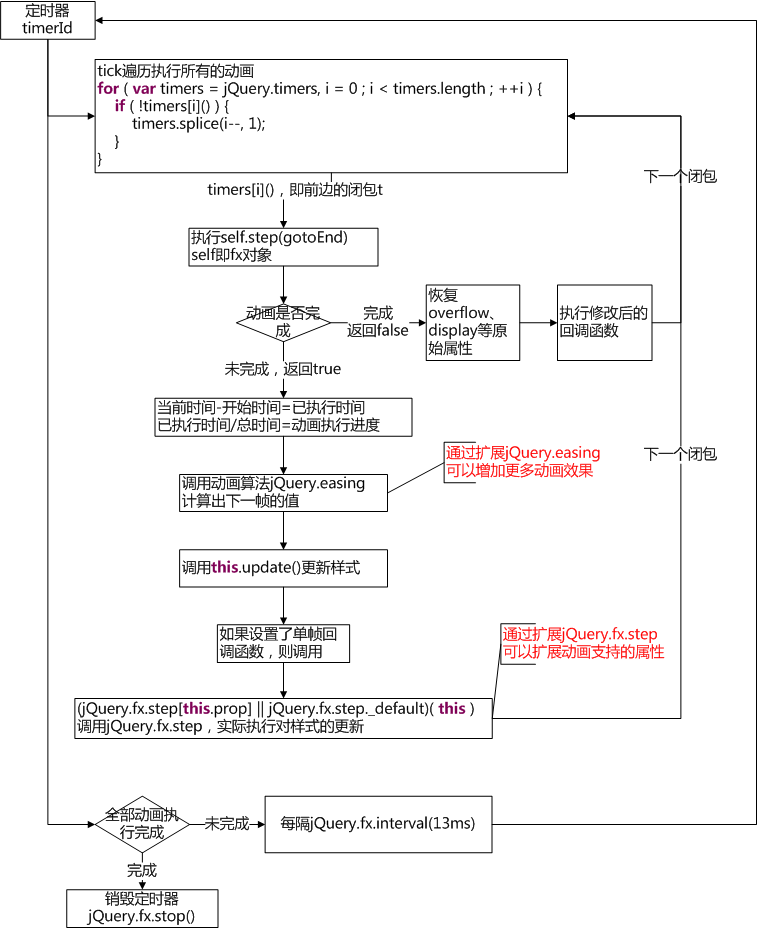 定时器
timerId
tick遍历执行所有的动画
for ( var timers = jQuery.timers, i = 0 ; i < timers.length ; ++i ) {
if ( !timers[i]() ) {
timers.splice(i--, 1);
}
}
下一个闭包
timers[i]()，即前边的闭包t
执行self.step(gotoEnd)
self即fx对象
动画是否完
成
完成
返回false
恢复
overflow、
display等原
始属性
执行修改后的
回调函数
未完成，返回true
当前时间-开始时间=已执行时间
已执行时间/总时间=动画执行进度
通过扩展jQuery.easing
可以增加更多动画效果
下一个闭包
调用动画算法jQuery.easing
计算出下一帧的值
调用this.update()更新样式
如果设置了单帧回
调函数，则调用
通过扩展jQuery.fx.step
可以扩展动画支持的属性
(jQuery.fx.step[this.prop] || jQuery.fx.step._default)( this )
调用jQuery.fx.step，实际执行对样式的更新
全部动画执
行完成
未完成
每隔jQuery.fx.interval(13ms)
完成
销毁定时器
jQuery.fx.stop()